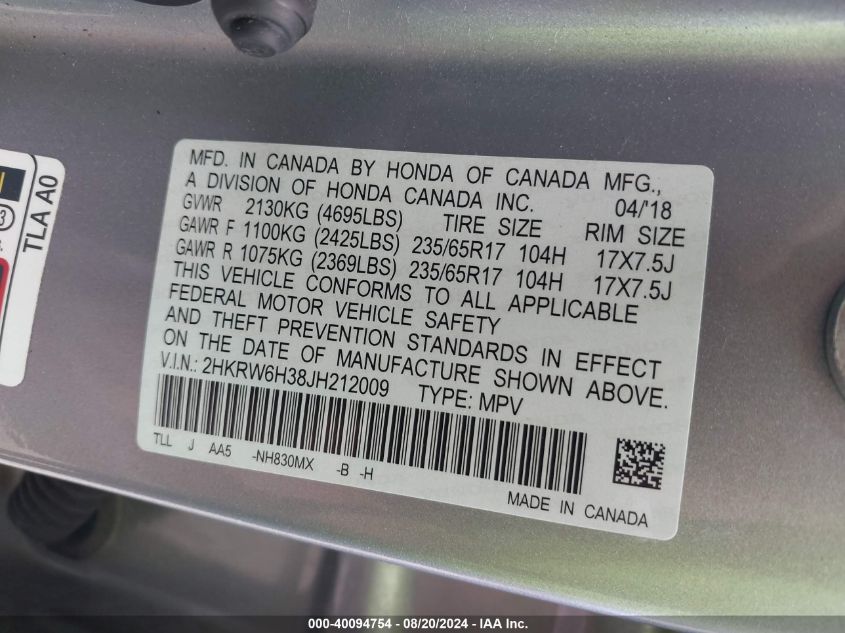 TLA A0
3
MFD. IN CANADA BY HONDA OF CANADA MFG.,
A DIVISION OF HONDA CANADA INC. 04/'18
GVWR 2130KG (4695LBS) TIRE SIZE RIM SIZE
GAWR F 1100KG (2425LBS) 235/65R17 104H 17X7.5J
GAWR R 1075KG (2369LBS) 235/65R17 104H 17X7.5J
THIS VEHICLE CONFORMS TO ALL APPLICABLE
FEDERAL MOTOR VEHICLE SAFETY
AND THEFT PREVENTION STANDARDS IN EFFECT
ON THE DATE OF MANUFACTURE SHOWN ABOVE.
V.I.N.: 2HKRW6H38JH212009 TYPE: MPV
TLL J AA5 -NH830MX -B -H
MADE IN CANADA
000-40094754 - 08/20/2024 - IAA Inc.